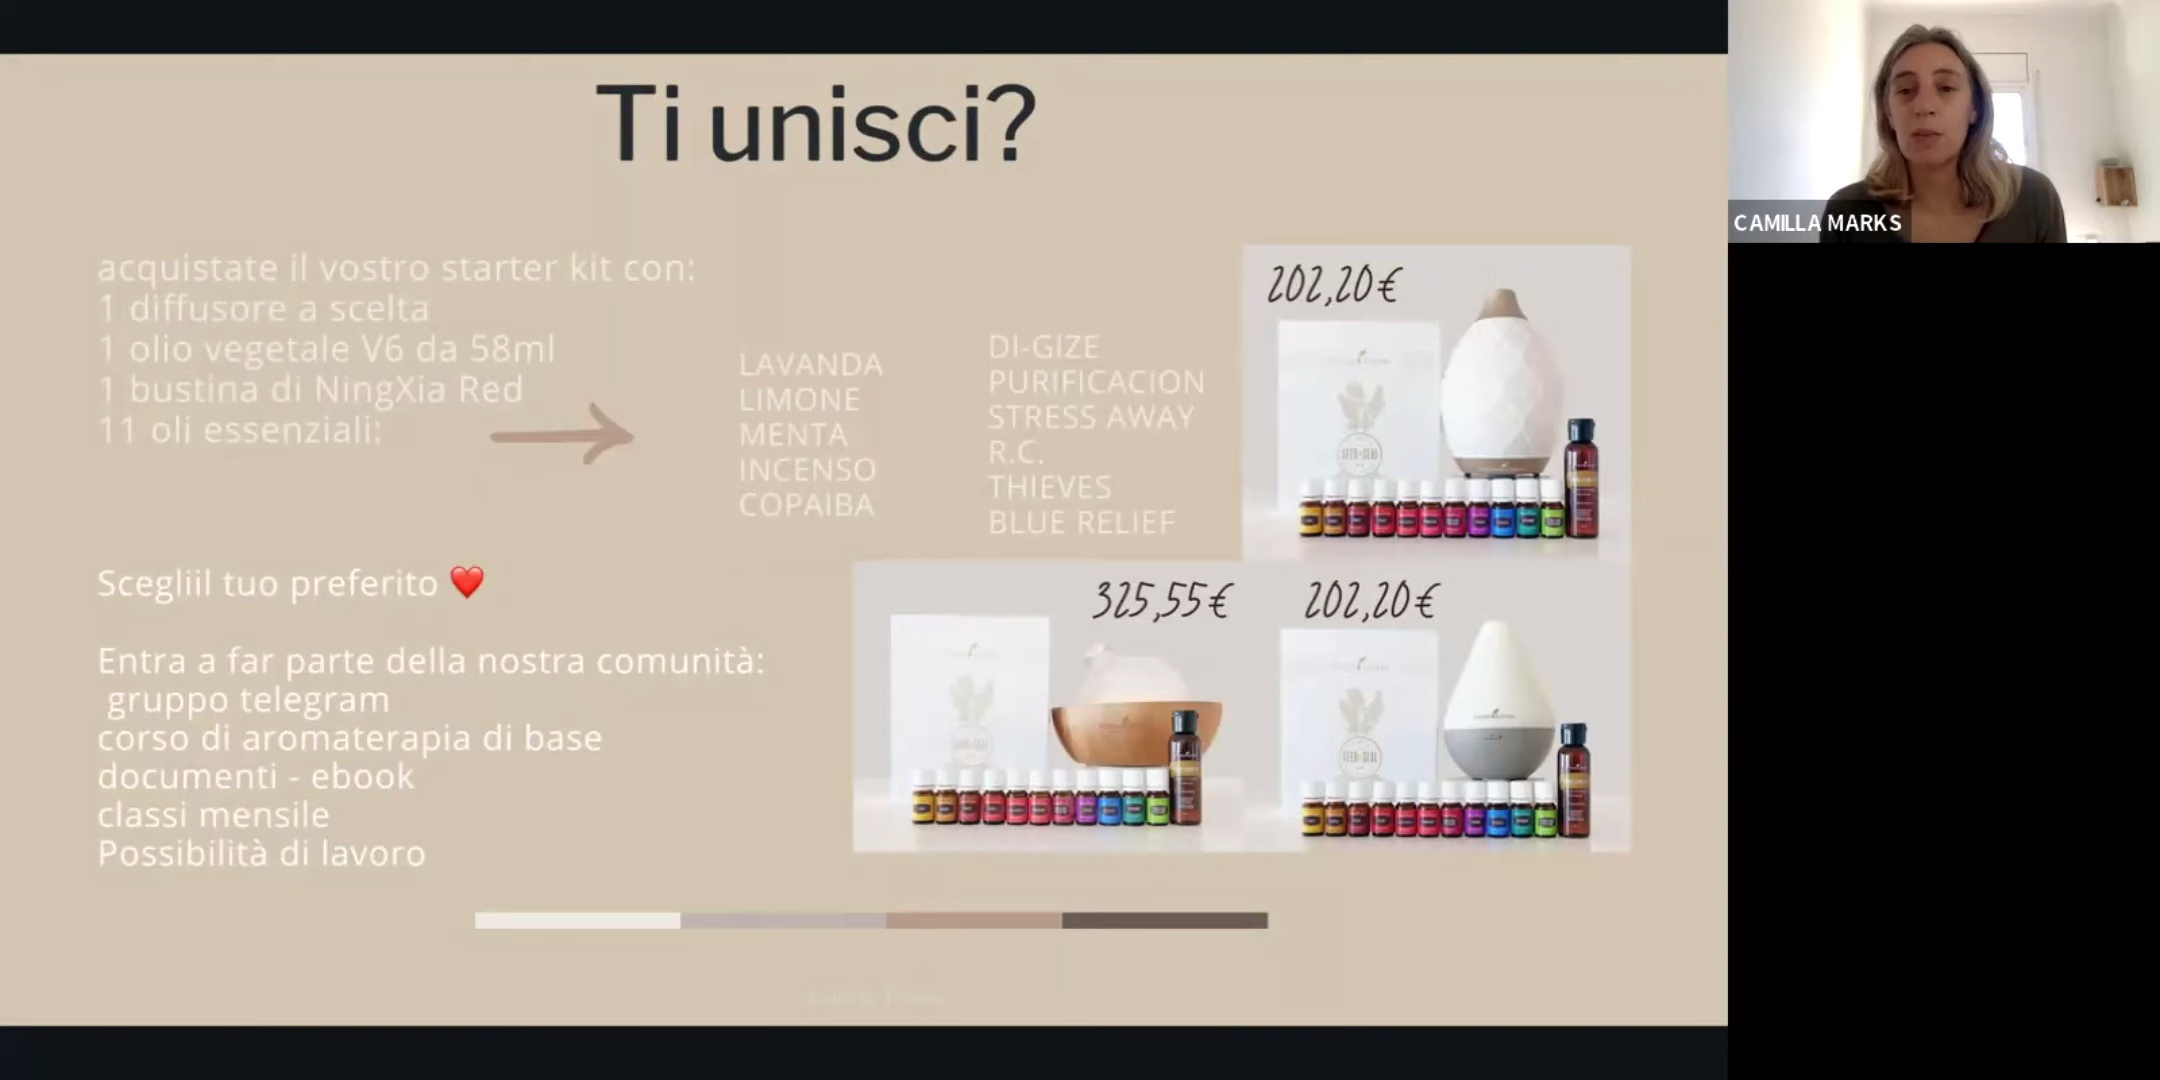 Ti unisci?
acquistate il vostro starter kit con:
1 diffusore a scelta
1 olio vegetale V6 da 58ml
1 bustina di NingXia Red
11 oli essenziali:
LAVANDA
LIMONE
MENTA
INCENSO
COPAIBA
DI-GIZE
PURIFICACION
STRESS AWAY
R.C.
THIEVES
BLUE RELIEF
202,20€
325,55€
202,20€
Scegliil tuo preferito ❤️
Entra a far parte della nostra comunità:
gruppo telegram
corso di aromaterapia di base
documenti - ebook
classi mensile
Possibilità di lavoro
CAMILLA MARKS